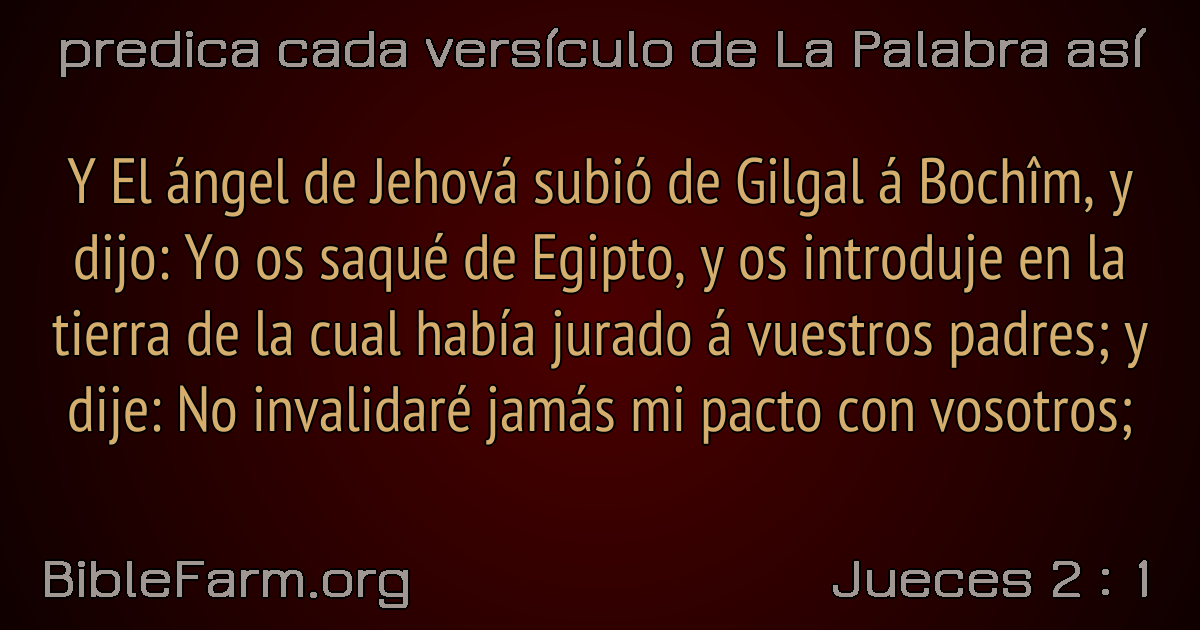 predica cada versículo de La Palabra así
Y El ángel de Jehová subió de Gilgal á Bochîm, y
dijo: Yo os saqué de Egipto, y os introduje en la
tierra de la cual había jurado á vuestros padres; y
dije: No invalidaré jamás mi pacto con vosotros;
BibleFarm.org
Jueces 2 : 1